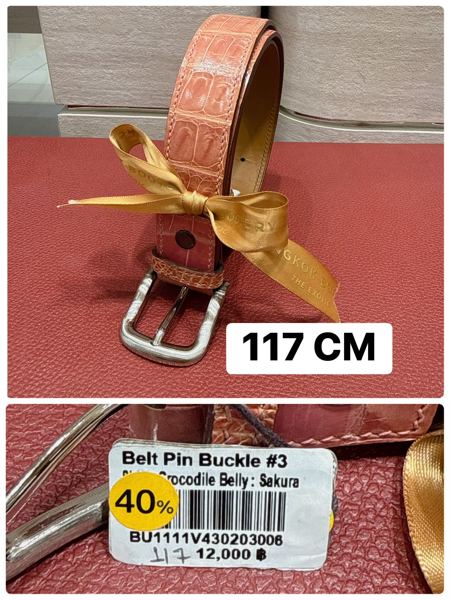 117 CM
Belt Pin Buckle #3
Crocodile Belly : Sakura
40%
BU1111V430203006
117 12,000 ฿